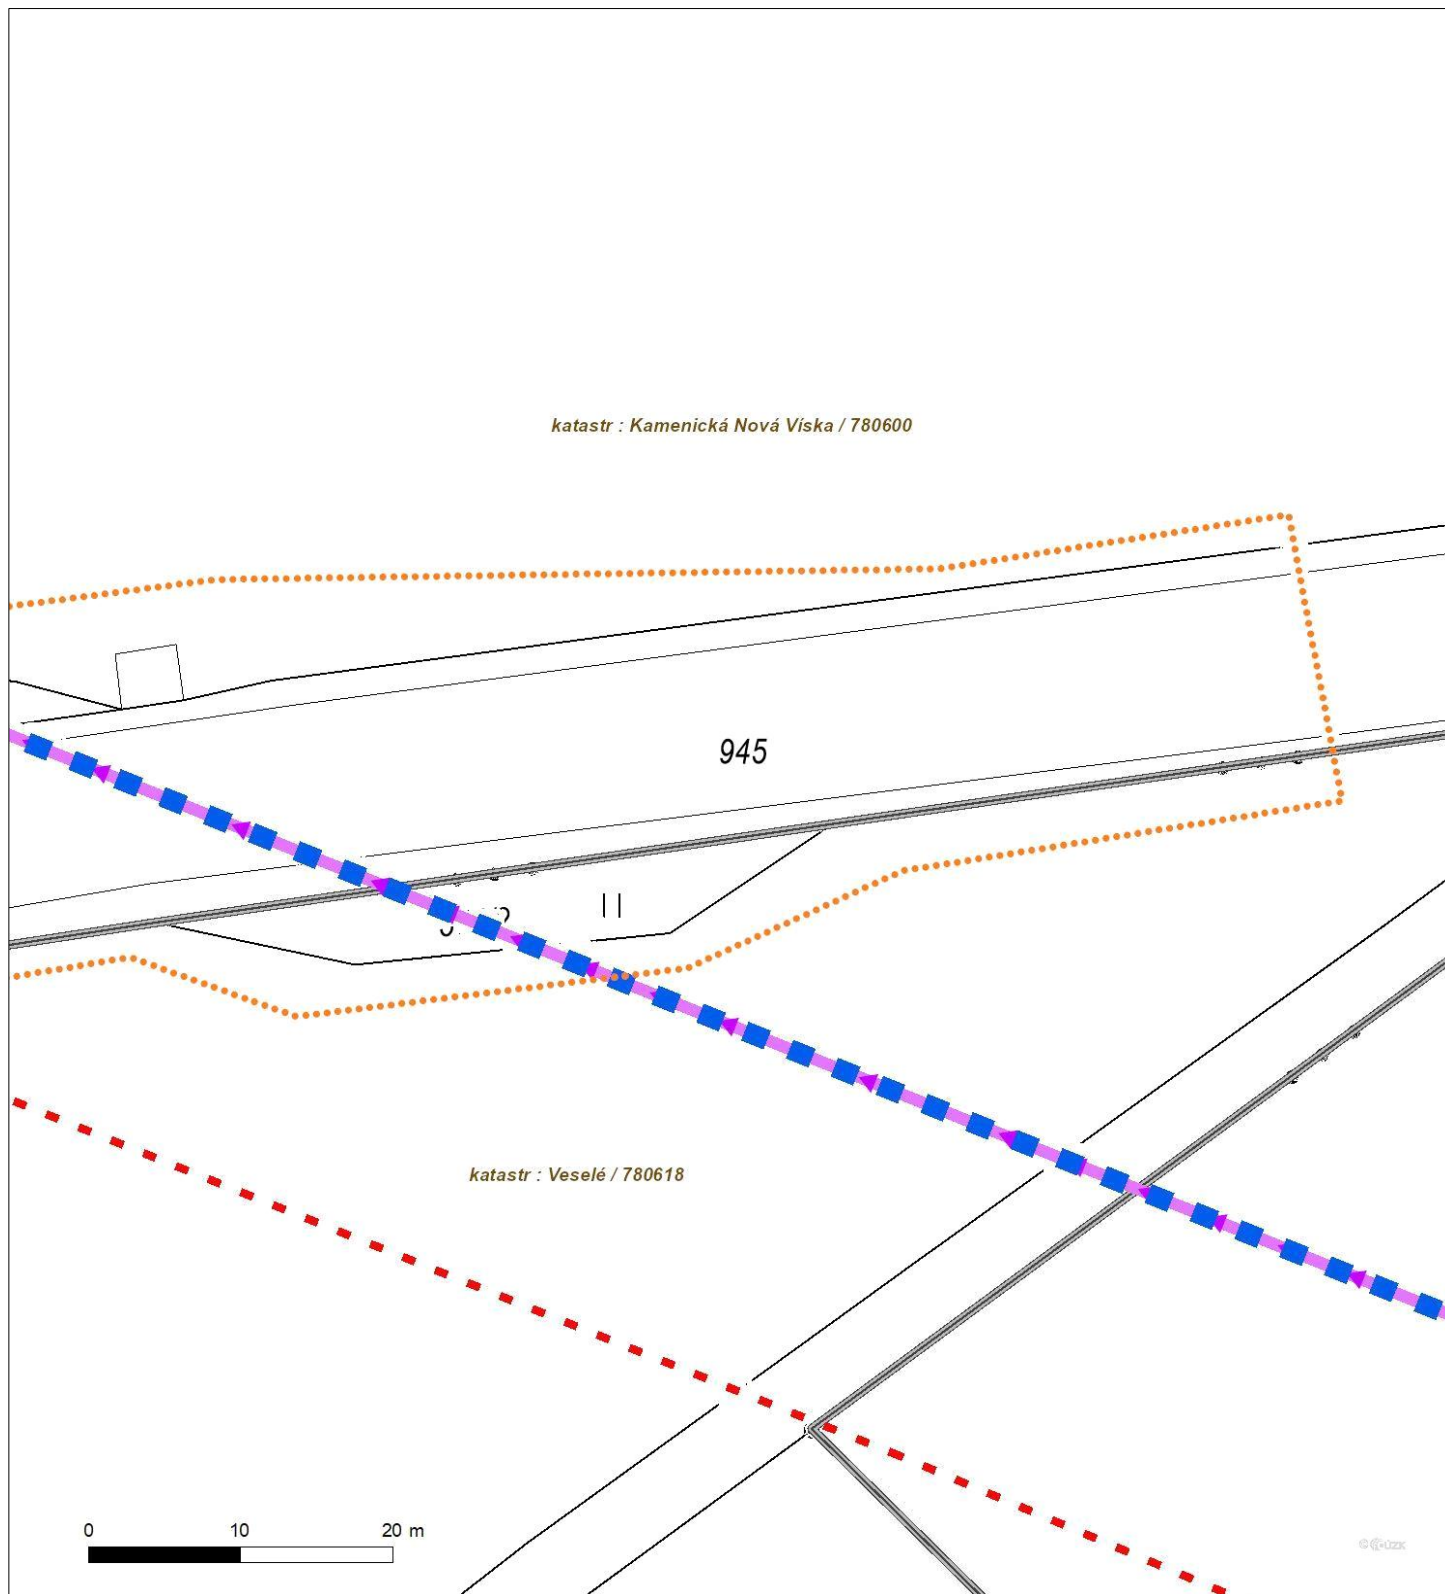 katastr : Kamenická Nová Víska / 780600
945
katastr : Veselé / 780618
0 10 20 m